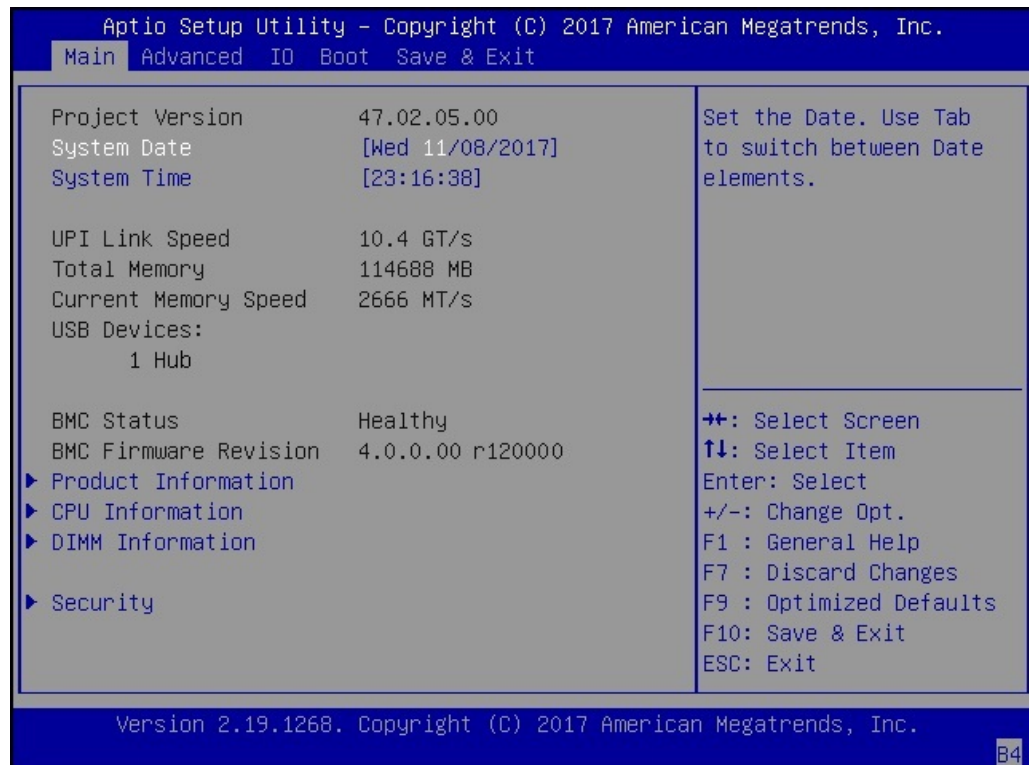 Aptio Setup Utility – Copyright (C) 2017 American Megatrends, Inc.
Main Advanced IO Boot Save & Exit
Project Version 47.02.05.00
System Date [Wed 11/08/2017]
System Time [23:16:38]
UPI Link Speed 10.4 GT/s
Total Memory 114688 MB
Current Memory Speed 2666 MT/s
USB Devices:
1 Hub
BMC Status Healthy
BMC Firmware Revision 4.0.0.00 r120000
Product Information
CPU Information
DIMM Information
Security
Set the Date. Use Tab
to switch between Date
elements.
→←: Select Screen
↑↓: Select Item
Enter: Select
+/-: Change Opt.
F1 : General Help
F7 : Discard Changes
F9 : Optimized Defaults
F10: Save & Exit
ESC: Exit
Version 2.19.1268. Copyright (C) 2017 American Megatrends, Inc.
B4